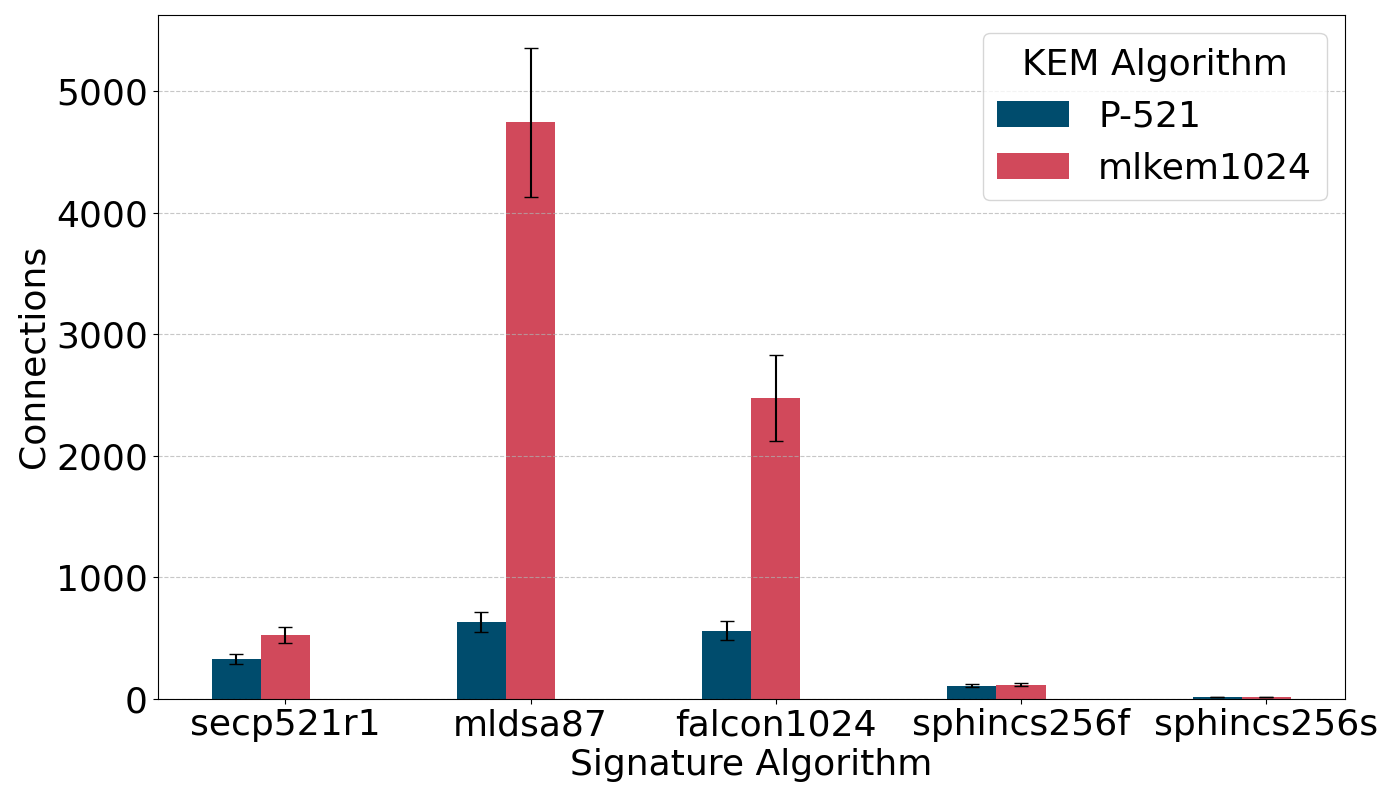 KEM Algorithm
P-521
mlkem1024
Connections
5000
4000
3000
2000
1000
0
secp521r1
mldsa87
falcon1024
sphincs256f
sphincs256s
Signature Algorithm